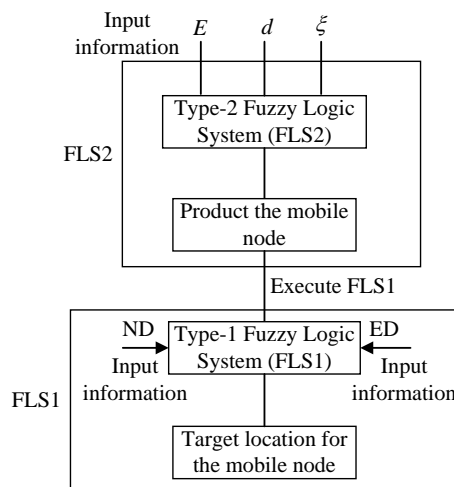 Input
information
E d ξ
Type-2 Fuzzy Logic
System (FLS2)
FLS2
Product the mobile
node
Execute FLS1
ND
Input
information
Type-1 Fuzzy Logic
System (FLS1)
ED
Input
information
FLS1
Target location for
the mobile node